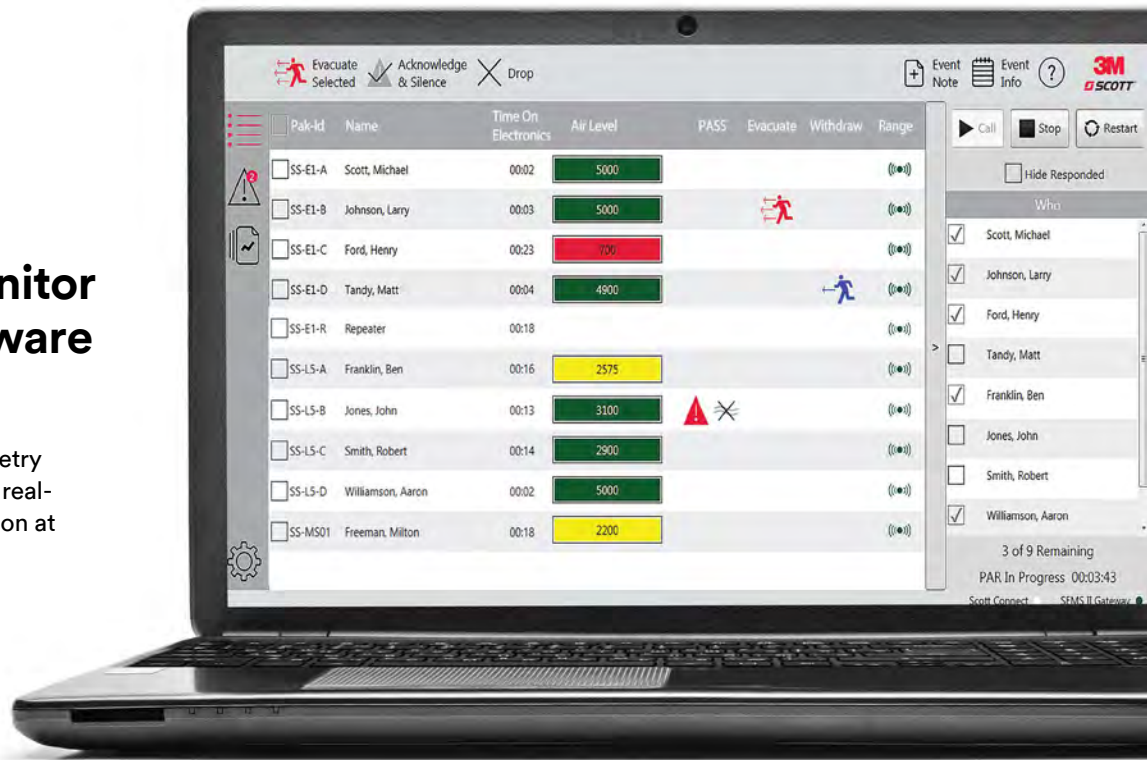 nitor
ware
etry
real-
on at
Evacuate Selected
Acknowledge & Silence
Drop
Event Note
Event Info
?
3M
SCOTT
Pak-Id Name Time On Electronics Air Level PASS Evacuate Withdraw Range
2
SS-E1-A Scott, Michael 00:02 5000
SS-E1-B Johnson, Larry 00:03 5000
SS-E1-C Ford, Henry 00:23 700
SS-E1-D Tandy, Matt 00:04 4900
SS-E1-R Repeater 00:18
SS-L5-A Franklin, Ben 00:16 2575
SS-L5-B Jones, John 00:13 3100
SS-L5-C Smith, Robert 00:14 2900
SS-L5-D Williamson, Aaron 00:02 5000
SS-MS01 Freeman, Milton 00:18 2200
>
Call Stop Restart
Hide Responded
Who
Scott, Michael
Johnson, Larry
Ford, Henry
Tandy, Matt
Franklin, Ben
Jones, John
Smith, Robert
Williamson, Aaron
3 of 9 Remaining
PAR In Progress 00:03:43
Scott Connect SEMS II Gateway